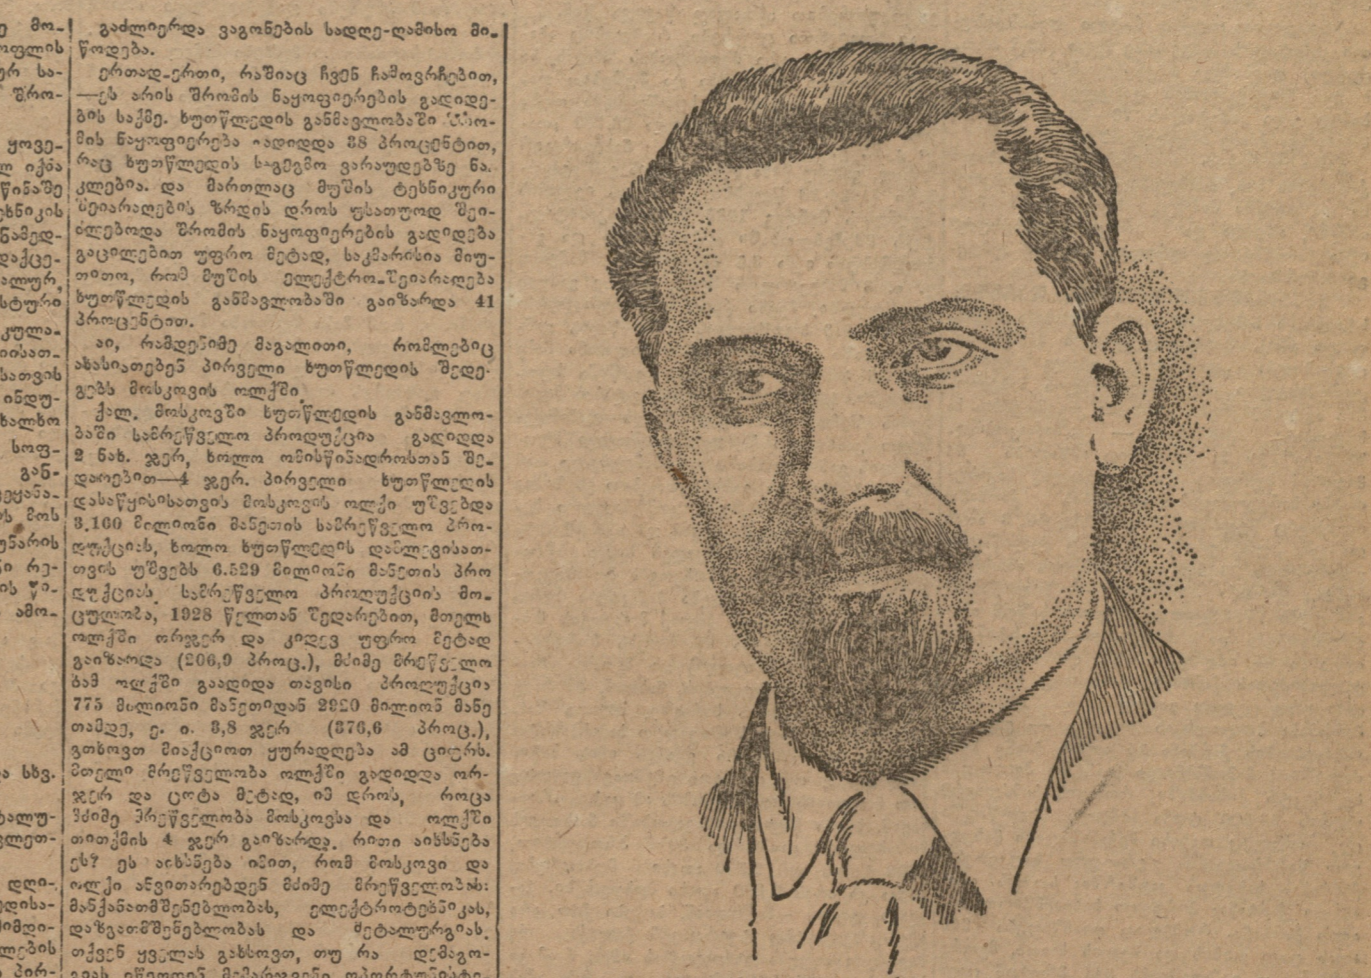 გაძლიერდა ვაგონების სადღე-ღამისო მი-
წოდება.
ერთად-ერთი, რაშიაც ჩვენ ჩამოვრჩებით,
—ეს არის შრომის ნაყოფიერების გადიდე-
ბის საქმე. ხუთწლედის განმავლობაში შრო-
მის ნაყოფიერება გადიდდა 38 პროცენტით,
რაც ხუთწლედის საგეგმო ვარაუდებზე ნა-
კლებია. და მართლაც მუშის ტეხნიკური
შეიარაღების ზრდის დროს უსათუოდ შეი-
ძლებოდა შრომის ნაყოფიერების გადიდება
გაცილებით უფრო მეტად, საკმარისია მიუ-
თითო, რომ მუშის ელექტრო-შეიარაღება
ხუთწლედის განმავლობაში გაიზარდა 41
პროცენტით.
აი, რამდენიმე მაგალითი, რომლებიც
ახასიათებენ პირველი ხუთწლედის შედე-
გებს მოსკოვის ოლქში.
ქალ. მოსკოვში ხუთწლედის განმავლო-
ბაში სამრეწველო პროდუქცია გადიდდა
2 ნახ. ჯერ, ხოლო ომისწინადროსთან შე-
დარებით—4 ჯერ. პირველი ხუთწლედის
დასაწყისისათვის მოსკოვის ოლქი უშვებდა
3.160 მილიონი მანეთის სამრეწველო პრო-
დუქციას, ხოლო ხუთწლედის დამლევისათ-
თვის უშვებს 6.529 მილიონი მანეთის პრო
დუქციას. სამრეწველო პროდუქციის მო-
ცულობა, 1928 წელთან შედარებით, მთელს
ოლქში ორჯერ და კიდევ უფრო მეტად
გაიზარდა (206,9 პროც.), მძიმე მრეწველო
ბამ ოლქში გაადიდა თავისი პროდუქცია
775 მილიონი მანეთიდან 2920 მილიონ მანე
თამდე, ე. ი. 3,8 ჯერ (376,6 პროც.),
გთხოვთ მიაქციოთ ყურადღება ამ ციფრს.
მთელი მრეწველობა ოლქში გადიდდა ორ-
ჯერ და ცოტა მეტად, იმ დროს, როცა
მძიმე მრეწველობა მოსკოვსა და ოლქში
თითქმის 4 ჯერ გაიზარდა. რითი აიხსნება
ეს? ეს აიხსნება იმით, რომ მოსკოვი და
ოლქი ანვითარებდენ მძიმე მრეწველობას:
მანქანათმშენებლობას, ელექტროტეხნიკას,
დაზგათმშენებლობას და მეტალურგიას.
თქვენ ყველას გახსოვთ, თუ რა დემაგო-